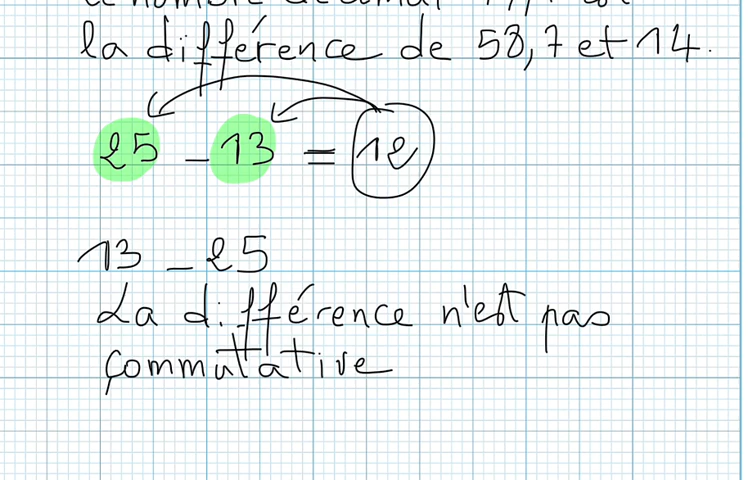 la différence de 58,7 et 14.
25 - 13 = 12
13 - 25
La différence n'est pas
commutative